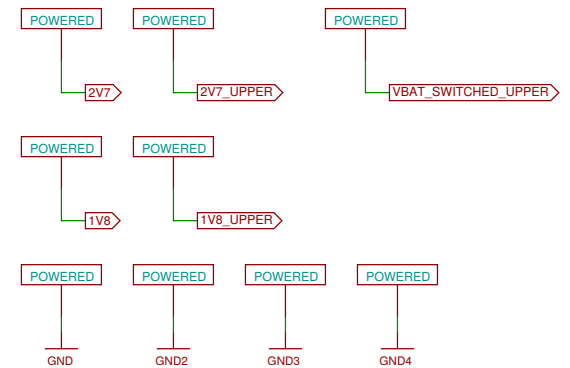 POWERED POWERED POWERED
2V7 2V7_UPPER VBAT_SWITCHED_UPPER
POWERED POWERED
1V8 1V8_UPPER
POWERED POWERED POWERED POWERED
GND GND2 GND3 GND4